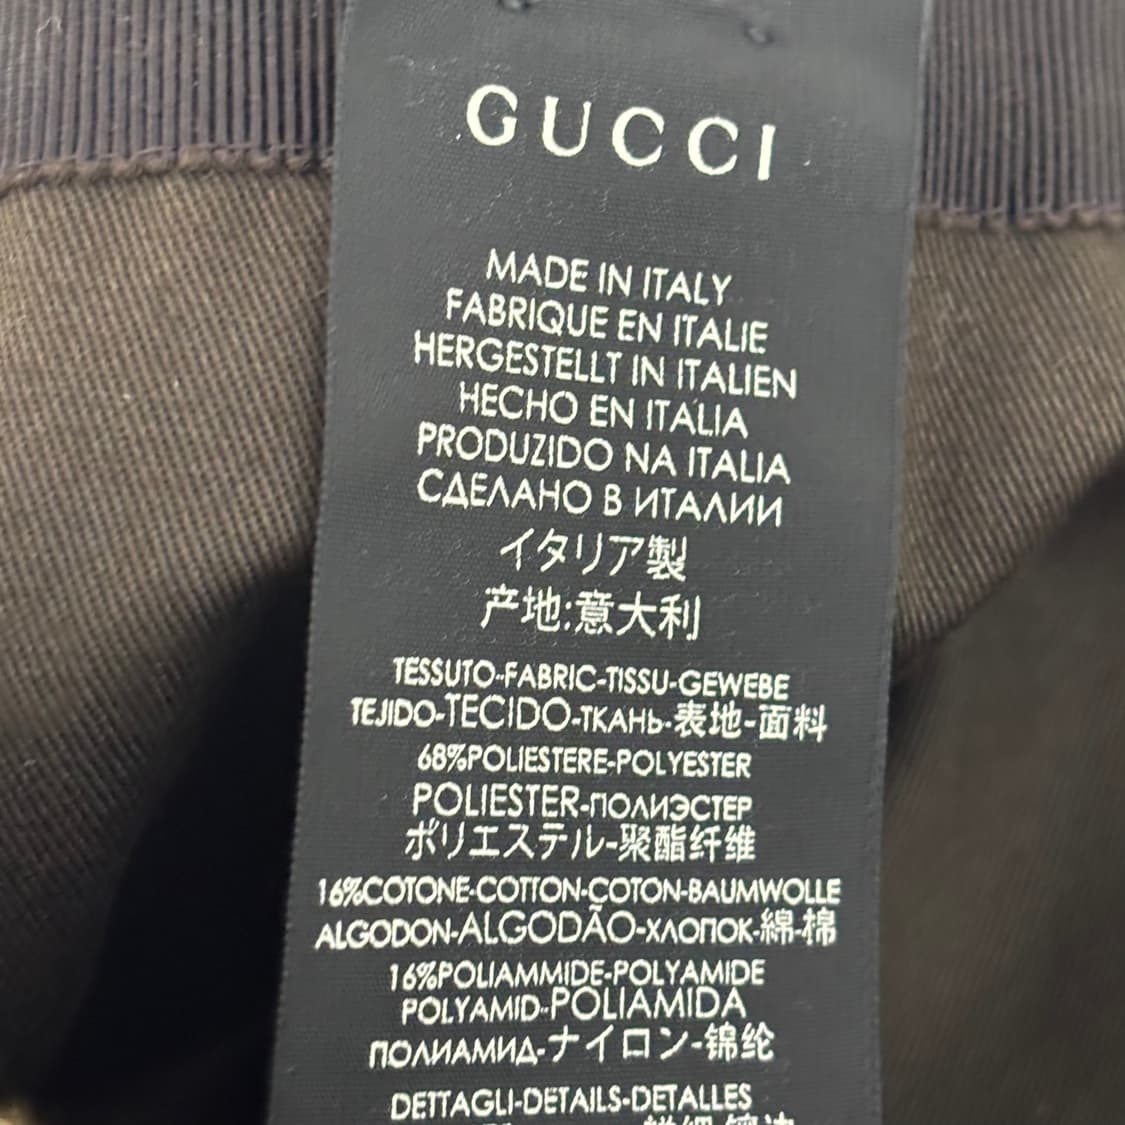 GUCCI
MADE IN ITALY
FABRIQUE EN ITALIE
HERGESTELLT IN ITALIEN
HECHO EN ITALIA
PRODUZIDO NA ITALIA
СДЕЛАНО В ИТАЛИИ
イタリア製
产地:意大利
TESSUTO-FABRIC-TISSU-GEWEBE
TEJIDO-TECIDO-ТКАНЬ-表地-面料
68%POLIESTERE-POLYESTER
POLIESTER-ПОЛИЭСТЕР
ポリエステル-聚酯纤维
16%COTONE-COTTON-COTON-BAUMWOLLE
ALGODON-ALGODÃO-ХЛОПОК-綿-棉
16%POLIAMMIDE-POLYAMIDE
POLYAMID-POLIAMIDA
ПОЛИАМИД-ナイロン-锦纶
DETTAGLI-DETAILS-DETALLES